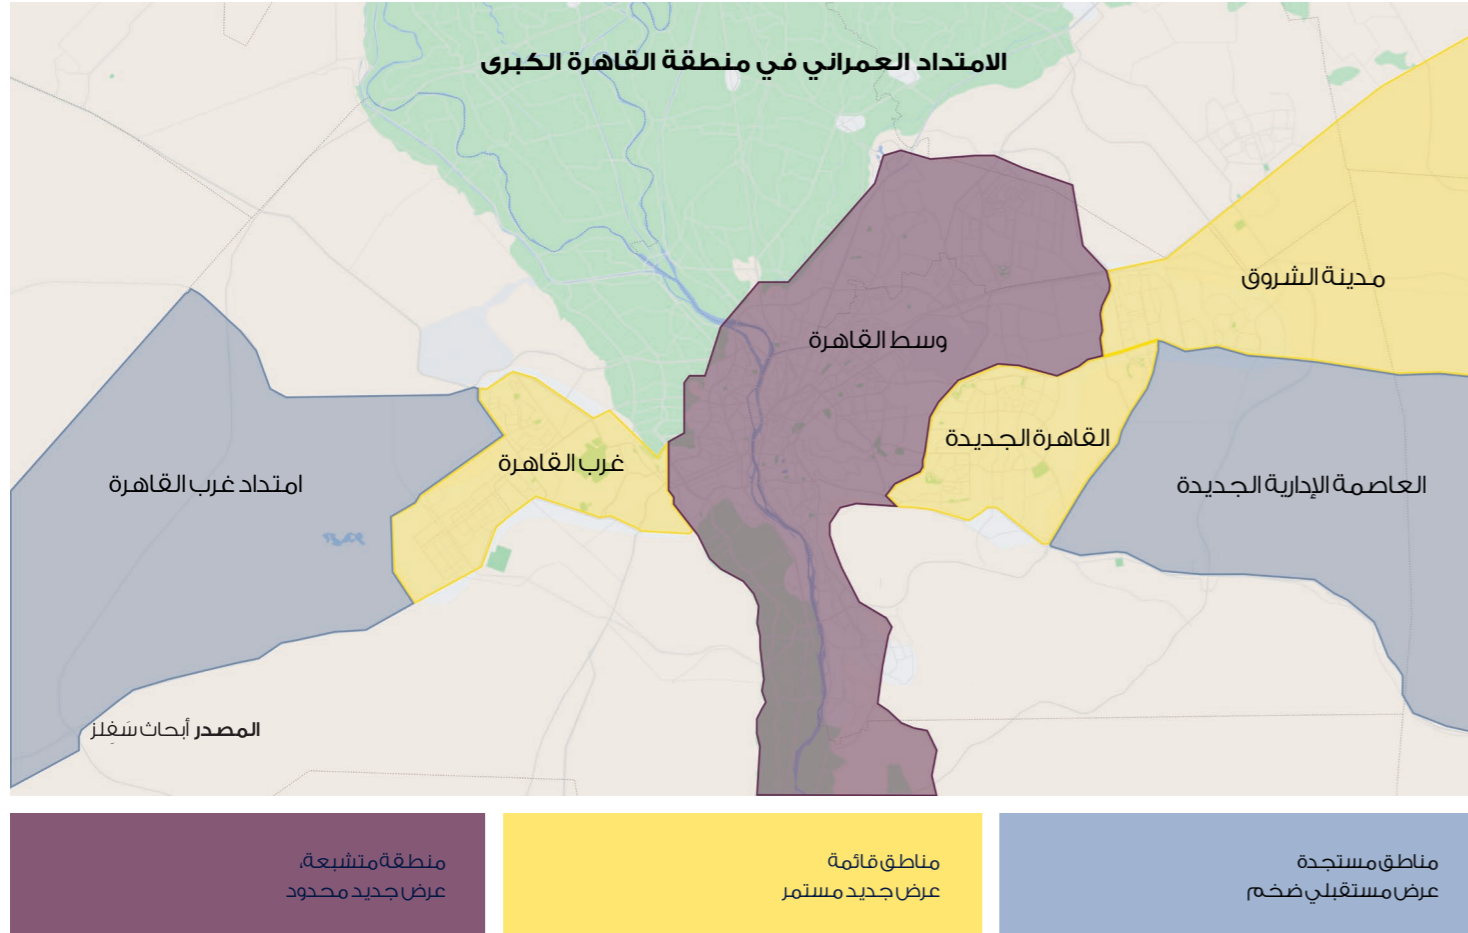 الامتداد العمراني في منطقة القاهرة الكبرى
مدينة الشروق
وسط القاهرة
القاهرة الجديدة
غرب القاهرة
امتداد غرب القاهرة
العاصمة الإدارية الجديدة
المصدر أبحاث سَفِلز
مناطق مستجدة
عرض مستقبلي ضخم
مناطق قائمة
عرض جديد مستمر
منطقة متشبعة،
عرض جديد محدود